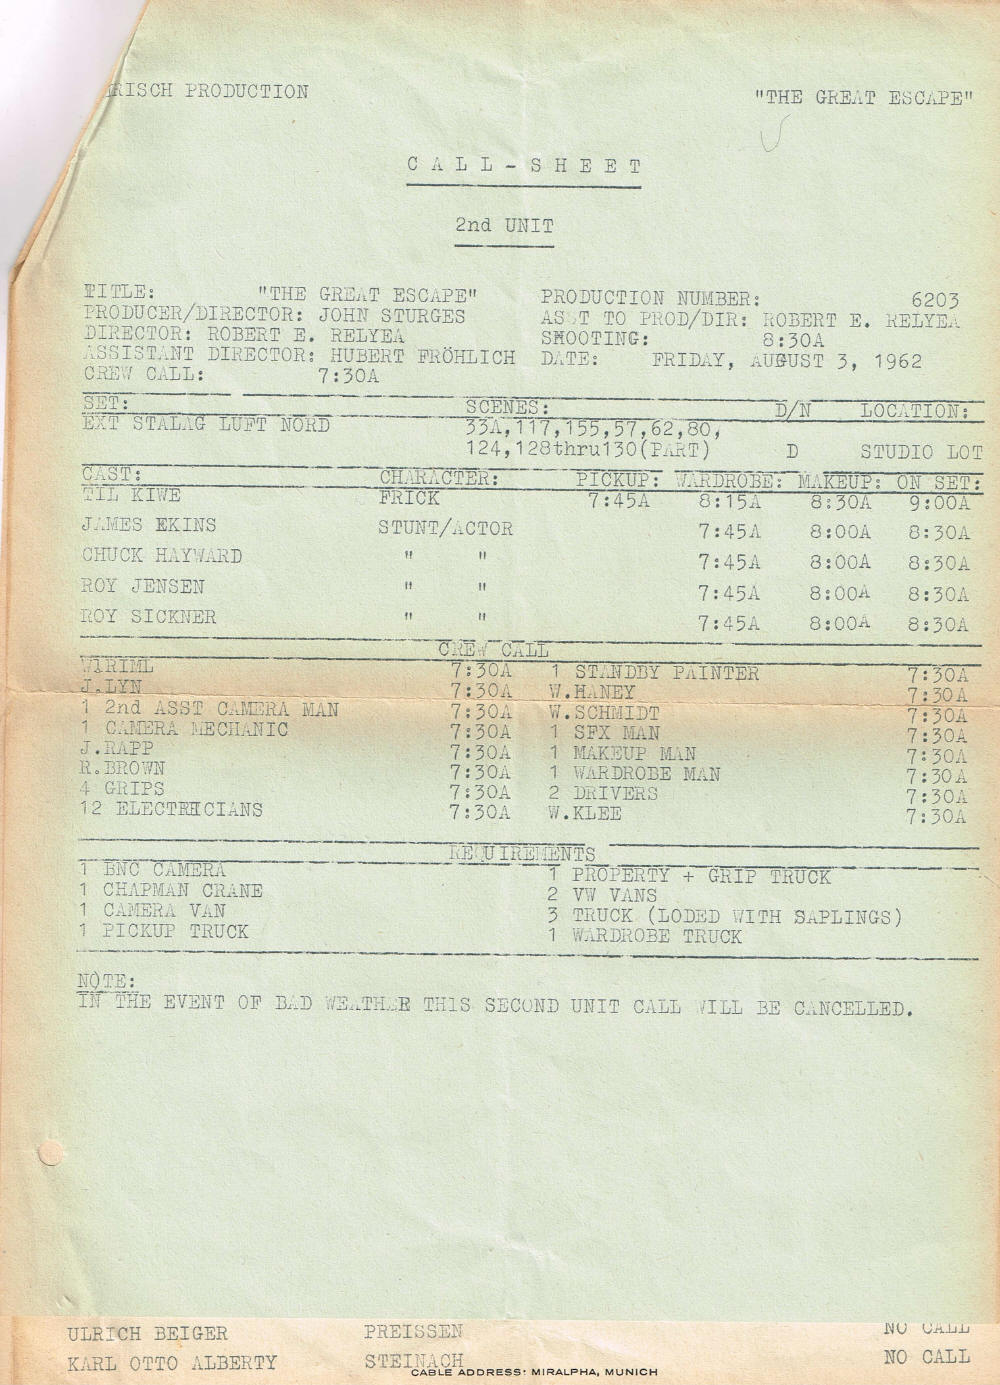 RISCH PRODUCTION "THE GREAT ESCAPE"
CALL-SHEET
2nd UNIT
TITLE: "THE GREAT ESCAPE" PRODUCTION NUMBER: 6203
PRODUCER/DIRECTOR: JOHN STURGES ASST TO PROD/DIR: ROBERT E. RELYEA
DIRECTOR: ROBERT E. RELYEA SHOOTING: 8:30A
ASSISTANT DIRECTOR: HUBERT FRÖHLICH DATE: FRIDAY, AUGUST 3, 1962
CREW CALL: 7:30A
SET: SCENES: D/N LOCATION:
EXT STALAG LUFT NORD 33A,117,155,57,62,80,
124,128thru130(PART) D STUDIO LOT
CAST: CHARACTER: PICKUP: WARDROBE: MAKEUP: ON SET:
TIL KIWE FRICK 7:45A 8:15A 8:30A 9:00A
JAMES EKINS STUNT/ACTOR 7:45A 8:00A 8:30A
CHUCK HAYWARD " " 7:45A 8:00A 8:30A
ROY JENSEN " " 7:45A 8:00A 8:30A
ROY SICKNER " " 7:45A 8:00A 8:30A
CREW CALL
W1RIML 7:30A 1 STANDBY PAINTER 7:30A
J.LYN 7:30A W.HANEY 7:30A
1 2nd ASST CAMERA MAN 7:30A W.SCHMIDT 7:30A
1 CAMERA MECHANIC 7:30A 1 SFX MAN 7:30A
J.RAPP 7:30A 1 MAKEUP MAN 7:30A
R.BROWN 7:30A 1 WARDROBE MAN 7:30A
4 GRIPS 7:30A 2 DRIVERS 7:30A
12 ELECTRICIANS 7:30A W.KLEE 7:30A
REQUIREMENTS
1 BNC CAMERA 1 PROPERTY + GRIP TRUCK
1 CHAPMAN CRANE 2 VW VANS
1 CAMERA VAN 3 TRUCK (LODED WITH SAPLINGS)
1 PICKUP TRUCK 1 WARDROBE TRUCK
NOTE:
IN THE EVENT OF BAD WEATHER THIS SECOND UNIT CALL WILL BE CANCELLED.
ULRICH BEIGER PREISSEN NO CALL
KARL OTTO ALBERTY STEINACH NO CALL
CABLE ADDRESS: MIRALPHA, MUNICH